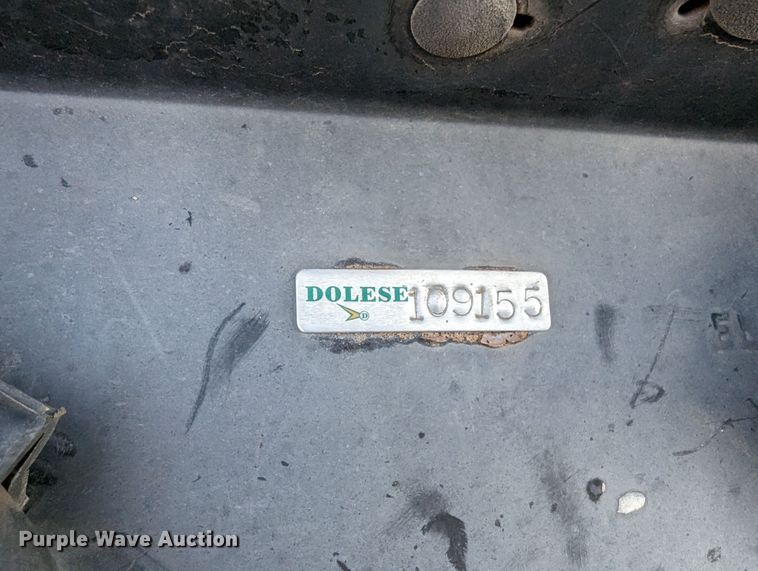 DOLESE 109155
D
Purple Wave Auction